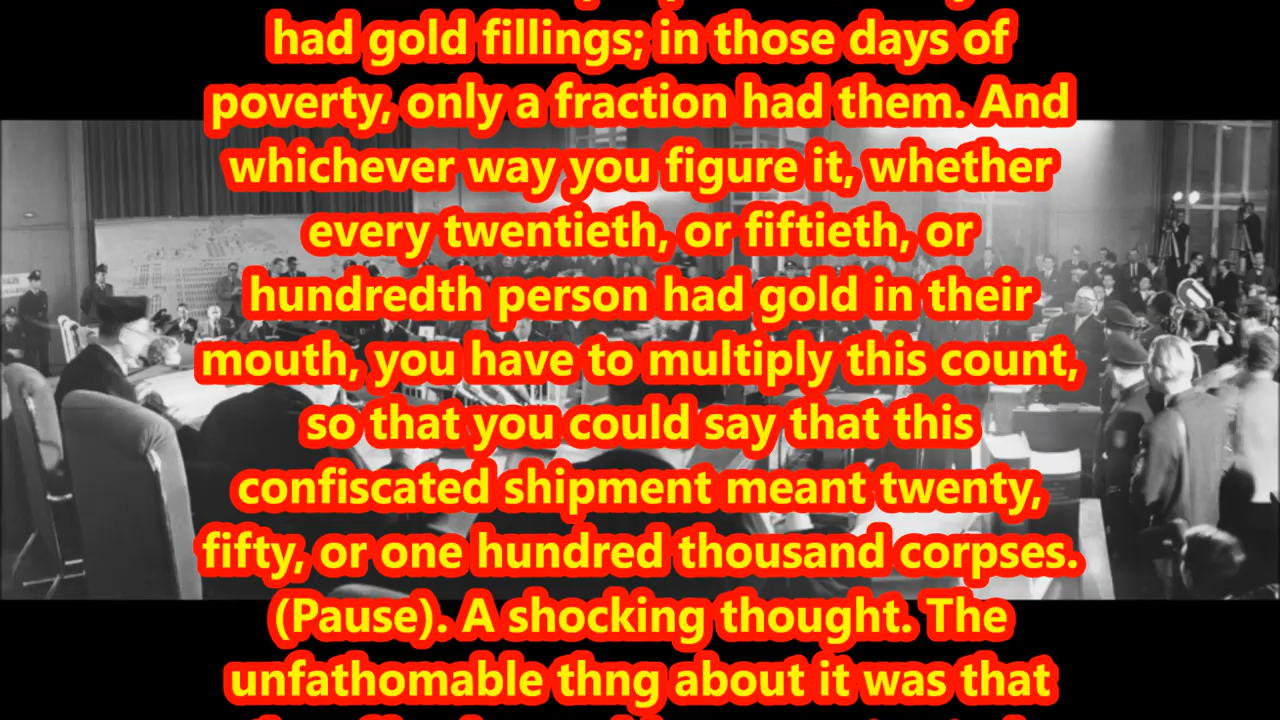 had gold fillings; in those days of
poverty, only a fraction had them. And
whichever way you figure it, whether
every twentieth, or fiftieth, or
hundredth person had gold in their
mouth, you have to multiply this count,
so that you could say that this
confiscated shipment meant twenty,
fifty, or one hundred thousand corpses.
(Pause). A shocking thought. The
unfathomable thng about it was that